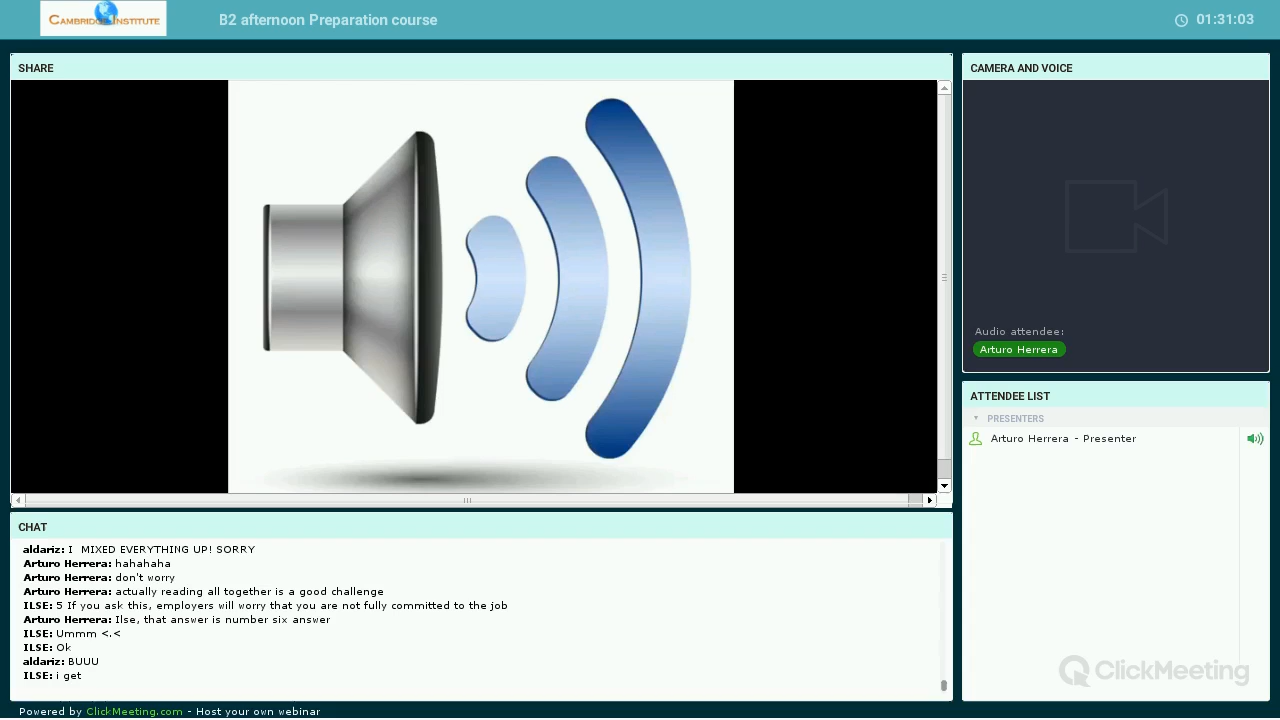 CAMBRIDGE INSTITUTE
B2 afternoon Preparation course
01:31:03
SHARE
CHAT
aldariz: I MIXED EVERYTHING UP! SORRY
Arturo Herrera: hahahaha
Arturo Herrera: don't worry
Arturo Herrera: actually reading all together is a good challenge
ILSE: 5 If you ask this, employers will worry that you are not fully committed to the job
Arturo Herrera: Ilse, that answer is number six answer
ILSE: Ummm <.<
ILSE: Ok
aldariz: BUUU
ILSE: i get
CAMERA AND VOICE
Audio attendee:
Arturo Herrera
ATTENDEE LIST
PRESENTERS
Arturo Herrera - Presenter
ClickMeeting
Powered by ClickMeeting.com - Host your own webinar